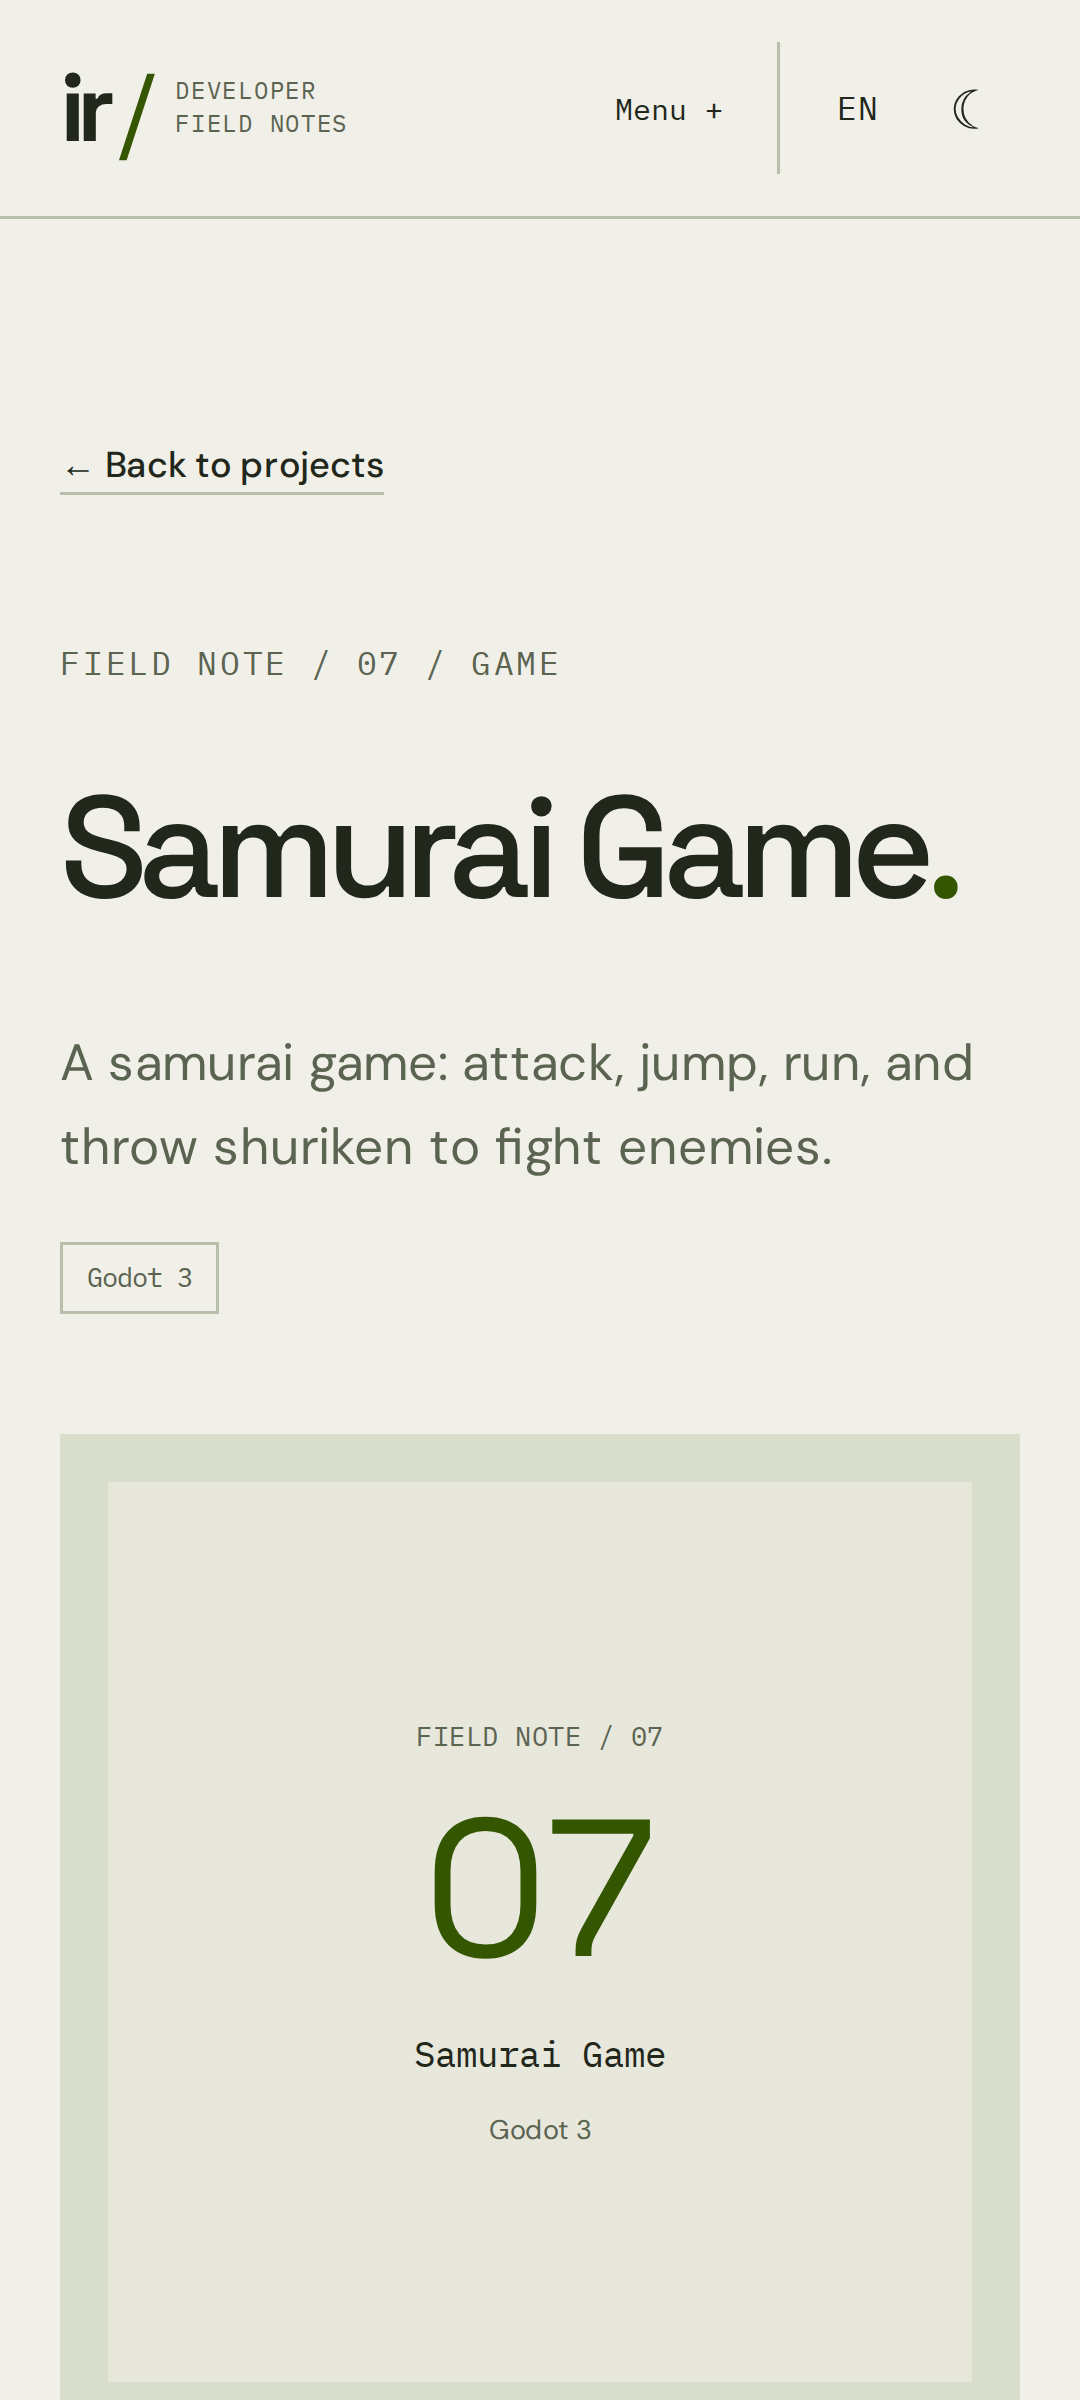 ir/
DEVELOPER
FIELD NOTES
Menu +
EN
← Back to projects
FIELD NOTE / 07 / GAME
Samurai Game.
A samurai game: attack, jump, run, and
throw shuriken to fight enemies.
Godot 3
FIELD NOTE / 07
07
Samurai Game
Godot 3